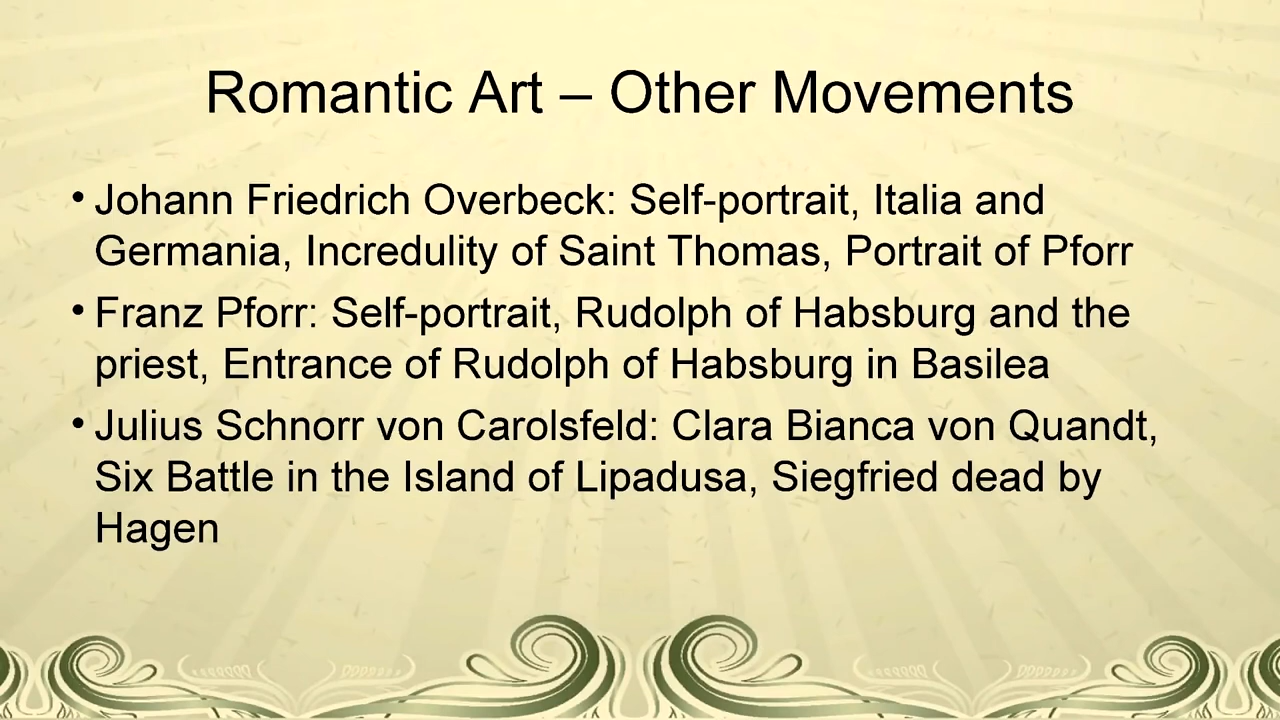 Romantic Art – Other Movements
• Johann Friedrich Overbeck: Self-portrait, Italia and
Germania, Incredulity of Saint Thomas, Portrait of Pforr
• Franz Pforr: Self-portrait, Rudolph of Habsburg and the
priest, Entrance of Rudolph of Habsburg in Basilea
• Julius Schnorr von Carolsfeld: Clara Bianca von Quandt,
Six Battle in the Island of Lipadusa, Siegfried dead by
Hagen